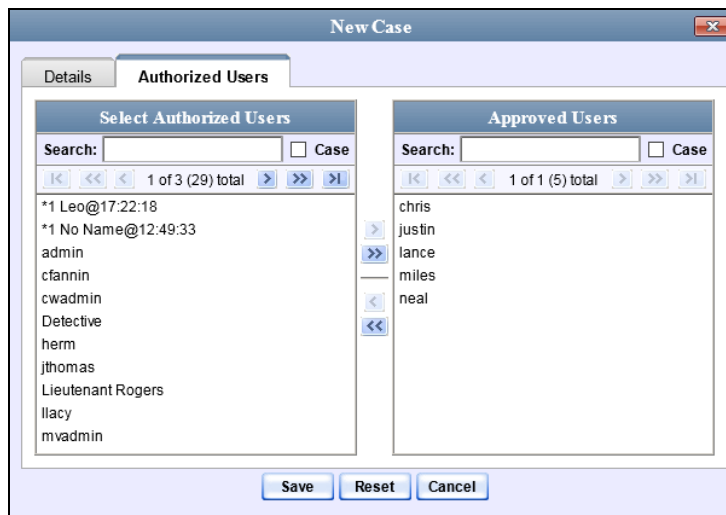 New Case
Details
Authorized Users
Select Authorized Users
Search:
Case
1 of 3 (29) total
*1 Leo@17:22:18
*1 No Name@12:49:33
admin
cfannin
cwadmin
Detective
herm
jthomas
Lieutenant Rogers
llacy
mvadmin
Approved Users
Search:
Case
1 of 1 (5) total
chris
justin
lance
miles
neal
Save
Reset
Cancel